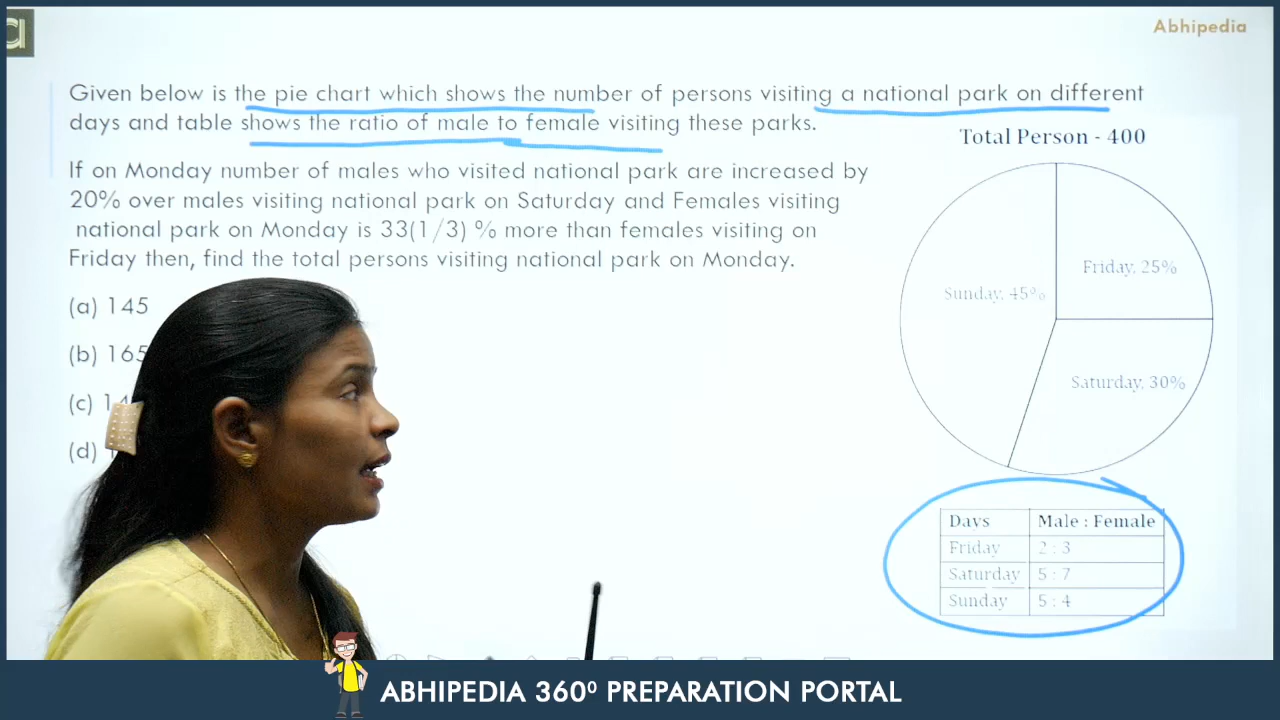 a
Abhipedia
Given below is the pie chart which shows the number of persons visiting a national park on different
days and table shows the ratio of male to female visiting these parks.
Total Person - 400
If on Monday number of males who visited national park are increased by
20% over males visiting national park on Saturday and Females visiting
national park on Monday is 33(1/3) % more than females visiting on
Friday then, find the total persons visiting national park on Monday.
Friday, 25%
Sunday, 45%
Saturday, 30%
(a) 145
(b) 165
(c)
(d)
Days Male : Female
Friday 2 : 3
Saturday 5 : 7
Sunday 5 : 4
ABHIPEDIA 360⁰ PREPARATION PORTAL